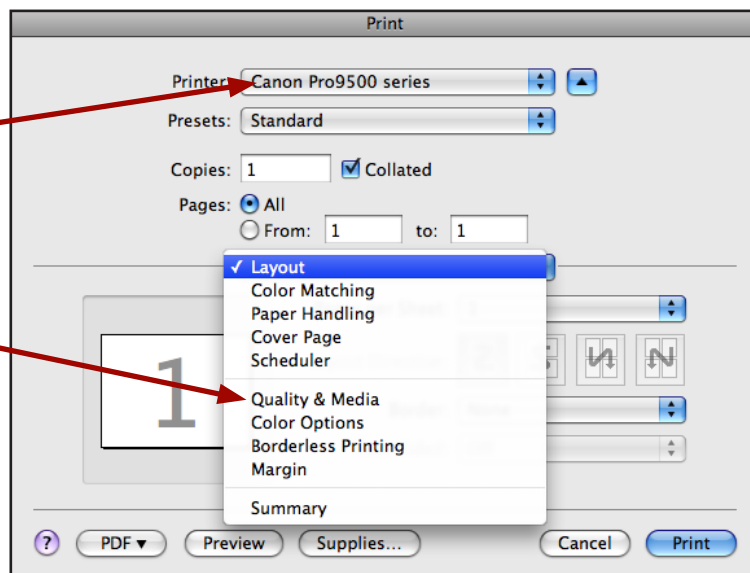 Print
Printer: Canon Pro9500 series
Presets: Standard
Copies: 1 Collated
Pages: All
From: 1 to: 1
Layout
Color Matching
Paper Handling
Cover Page
Scheduler
Quality & Media
Color Options
Borderless Printing
Margin
Summary
1
? PDF ▼ Preview Supplies... Cancel Print